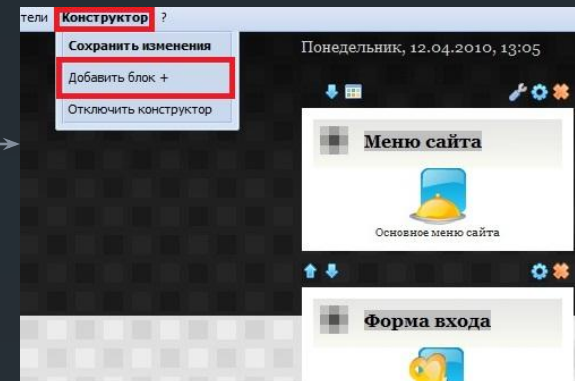 тели Конструктор ?
Сохранить изменения
Добавить блок +
Отключить конструктор
Понедельник, 12.04.2010, 13:05
Меню сайта
Основное меню сайта
Форма входа